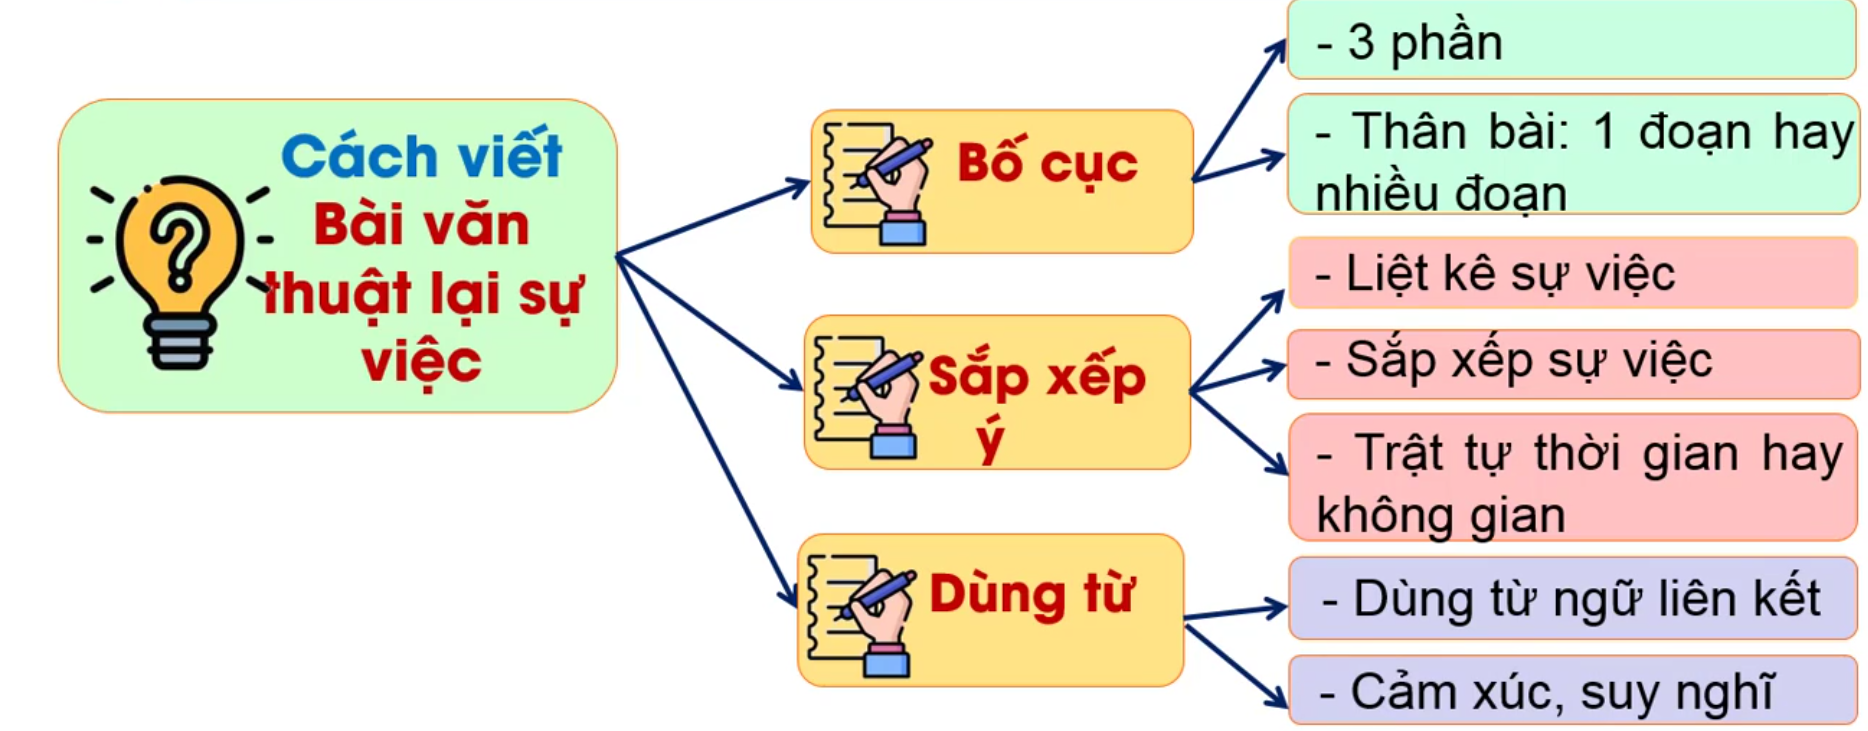 Cách viết
Bài văn
thuật lại sự
việc
Bố cục
- 3 phần
- Thân bài: 1 đoạn hay
nhiều đoạn
Sắp xếp
ý
- Liệt kê sự việc
- Sắp xếp sự việc
- Trật tự thời gian hay
không gian
Dùng từ
- Dùng từ ngữ liên kết
- Cảm xúc, suy nghĩ